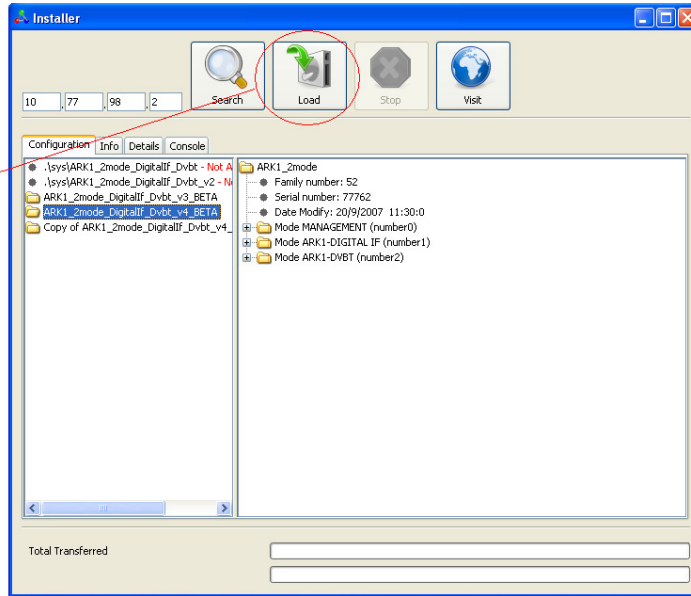 Installer
10 .77 .98 .2
Search Load Stop Visit
Configuration Info Details Console
.\sys\ARK1_2mode_DigitalIf_Dvbt - Not A
.\sys\ARK1_2mode_DigitalIf_Dvbt_v2 - N
ARK1_2mode_DigitalIf_Dvbt_v3_BETA
ARK1_2mode_DigitalIf_Dvbt_v4_BETA
Copy of ARK1_2mode_DigitalIf_Dvbt_v4_
ARK1_2mode
Family number: 52
Serial number: 77762
Date Modify: 20/9/2007 11:30:0
Mode MANAGEMENT (number0)
Mode ARK1-DIGITAL IF (number1)
Mode ARK1-DVBT (number2)
Total Transferred